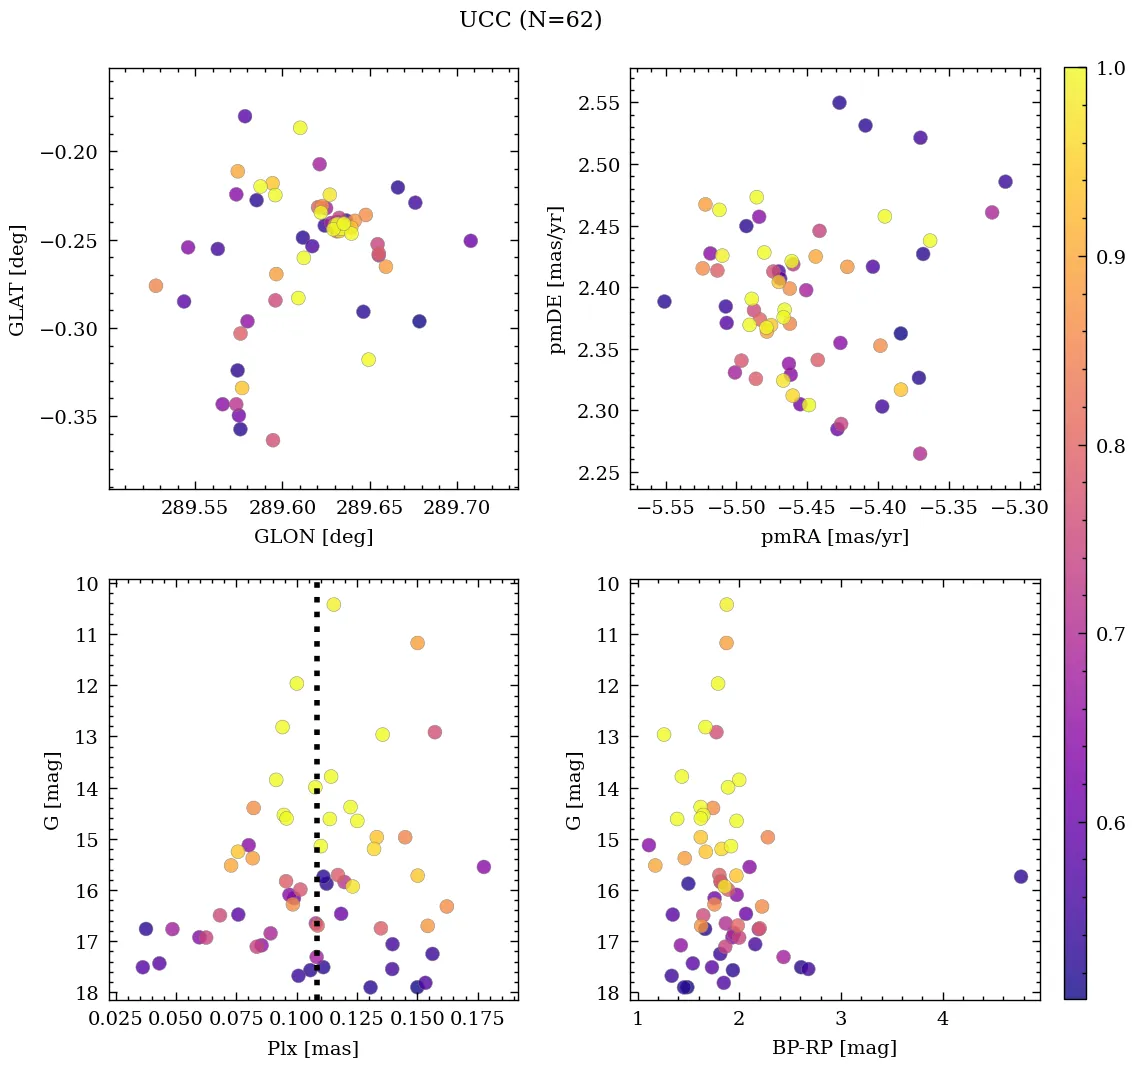 UCC (N=62)
−0.20
−0.25
−0.30
−0.35
GLAT [deg]
289.55 289.60 289.65 289.70
GLON [deg]
2.55
2.50
2.45
2.40
2.35
2.30
2.25
pmDE [mas/yr]
−5.55 −5.50 −5.45 −5.40 −5.35 −5.30
pmRA [mas/yr]
10
11
12
13
14
15
16
17
18
G [mag]
0.025 0.050 0.075 0.100 0.125 0.150 0.175
Plx [mas]
10
11
12
13
14
15
16
17
18
G [mag]
1 2 3 4
BP-RP [mag]
1.0
0.9
0.8
0.7
0.6